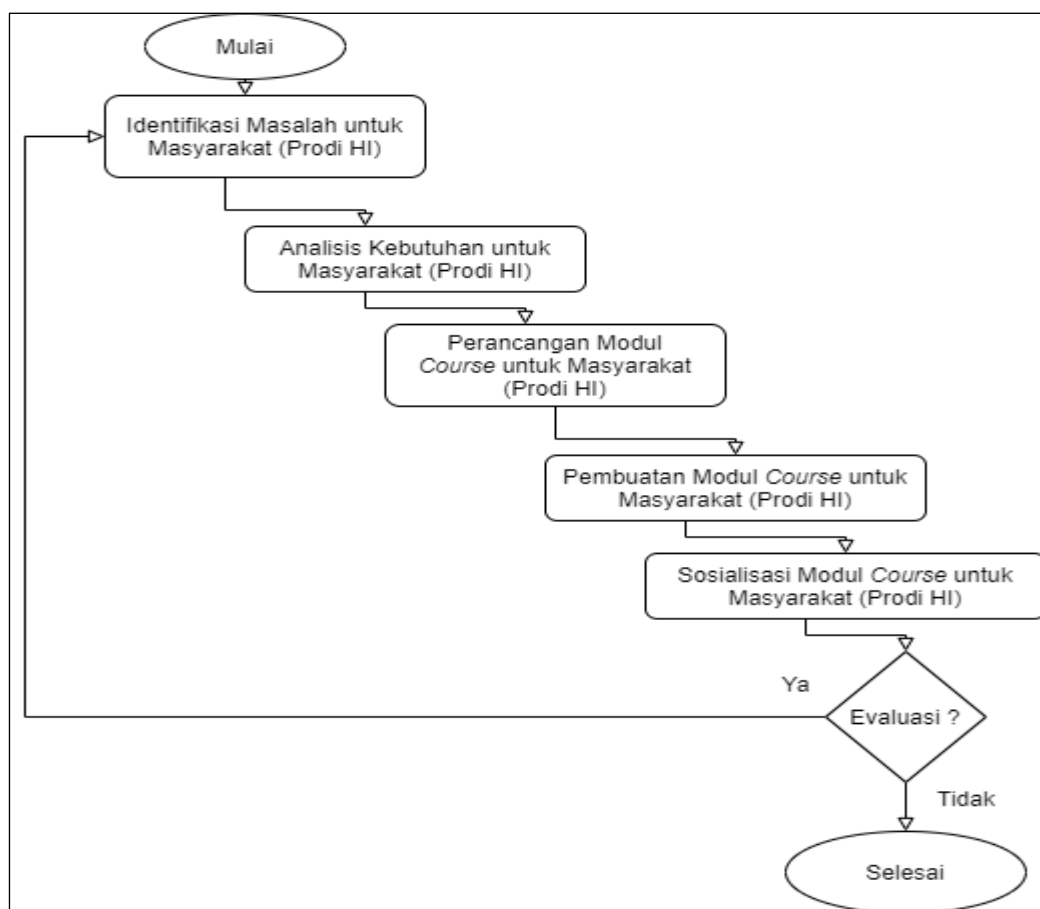 Mulai
Identifikasi Masalah untuk
Masyarakat (Prodi HI)
Analisis Kebutuhan untuk
Masyarakat (Prodi HI)
Perancangan Modul
Course untuk Masyarakat
(Prodi HI)
Pembuatan Modul Course untuk
Masyarakat (Prodi HI)
Sosialisasi Modul Course untuk
Masyarakat (Prodi HI)
Ya
Evaluasi ?
Tidak
Selesai